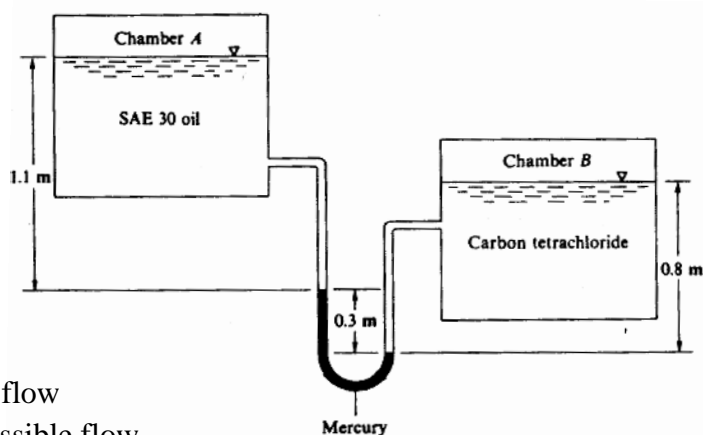 Chamber A
SAE 30 oil
1.1 m
Chamber B
Carbon tetrachloride
0.8 m
0.3 m
flow
ssible flow
Mercury